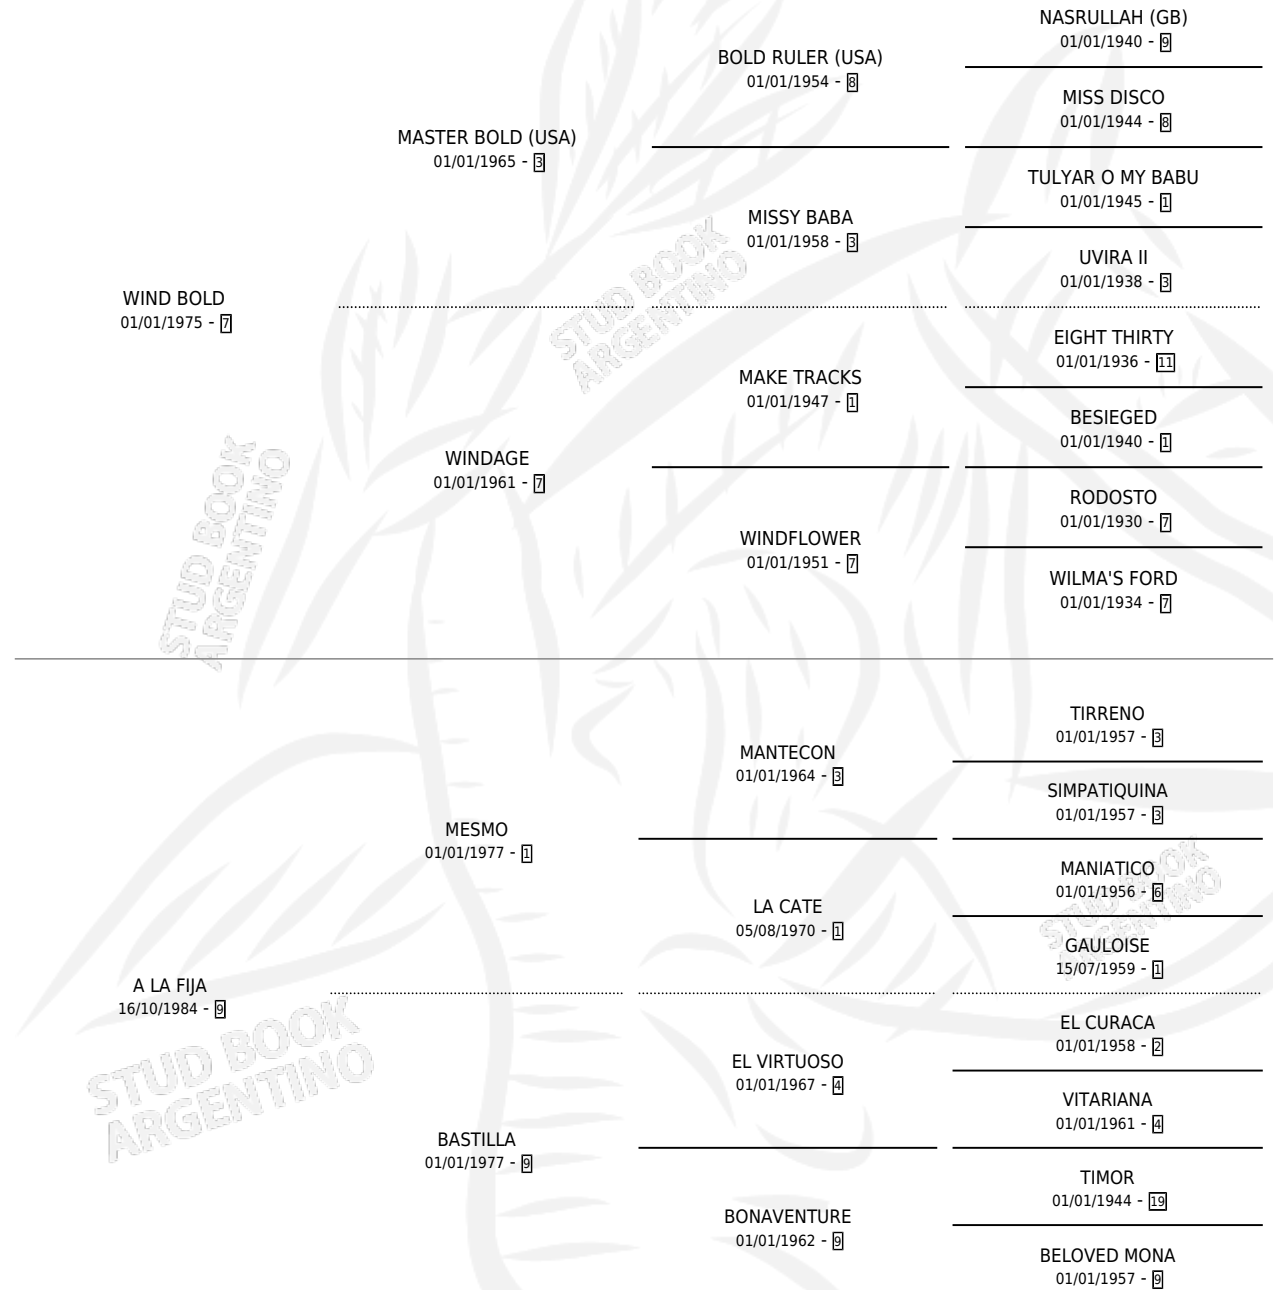 NASRULLAH (GB)
01/01/1940 - 9
BOLD RULER (USA)
01/01/1954 - 8
MISS DISCO
01/01/1944 - 8
MASTER BOLD (USA)
01/01/1965 - 3
TULYAR O MY BABU
01/01/1945 - 1
MISSY BABA
01/01/1958 - 3
UVIRA II
01/01/1938 - 3
WIND BOLD
01/01/1975 - 7
EIGHT THIRTY
01/01/1936 - 11
MAKE TRACKS
01/01/1947 - 1
BESIEGED
01/01/1940 - 1
WINDAGE
01/01/1961 - 7
RODOSTO
01/01/1930 - 7
WINDFLOWER
01/01/1951 - 7
WILMA'S FORD
01/01/1934 - 7
TIRRENO
01/01/1957 - 3
MANTECON
01/01/1964 - 3
SIMPATIQUINA
01/01/1957 - 3
MESMO
01/01/1977 - 1
MANIATICO
01/01/1956 - 6
LA CATE
05/08/1970 - 1
GAULOISE
15/07/1959 - 1
A LA FIJA
16/10/1984 - 9
EL CURACA
01/01/1958 - 2
EL VIRTUOSO
01/01/1967 - 4
VITARIANA
01/01/1961 - 4
BASTILLA
01/01/1977 - 9
TIMOR
01/01/1944 - 19
BONAVENTURE
01/01/1962 - 9
BELOVED MONA
01/01/1957 - 9
STUD BOOK
ARGENTINO
STUD BOOK
ARGENTINO
STUD BOOK
ARGENTINO
STUD BOOK
ARGENTINO